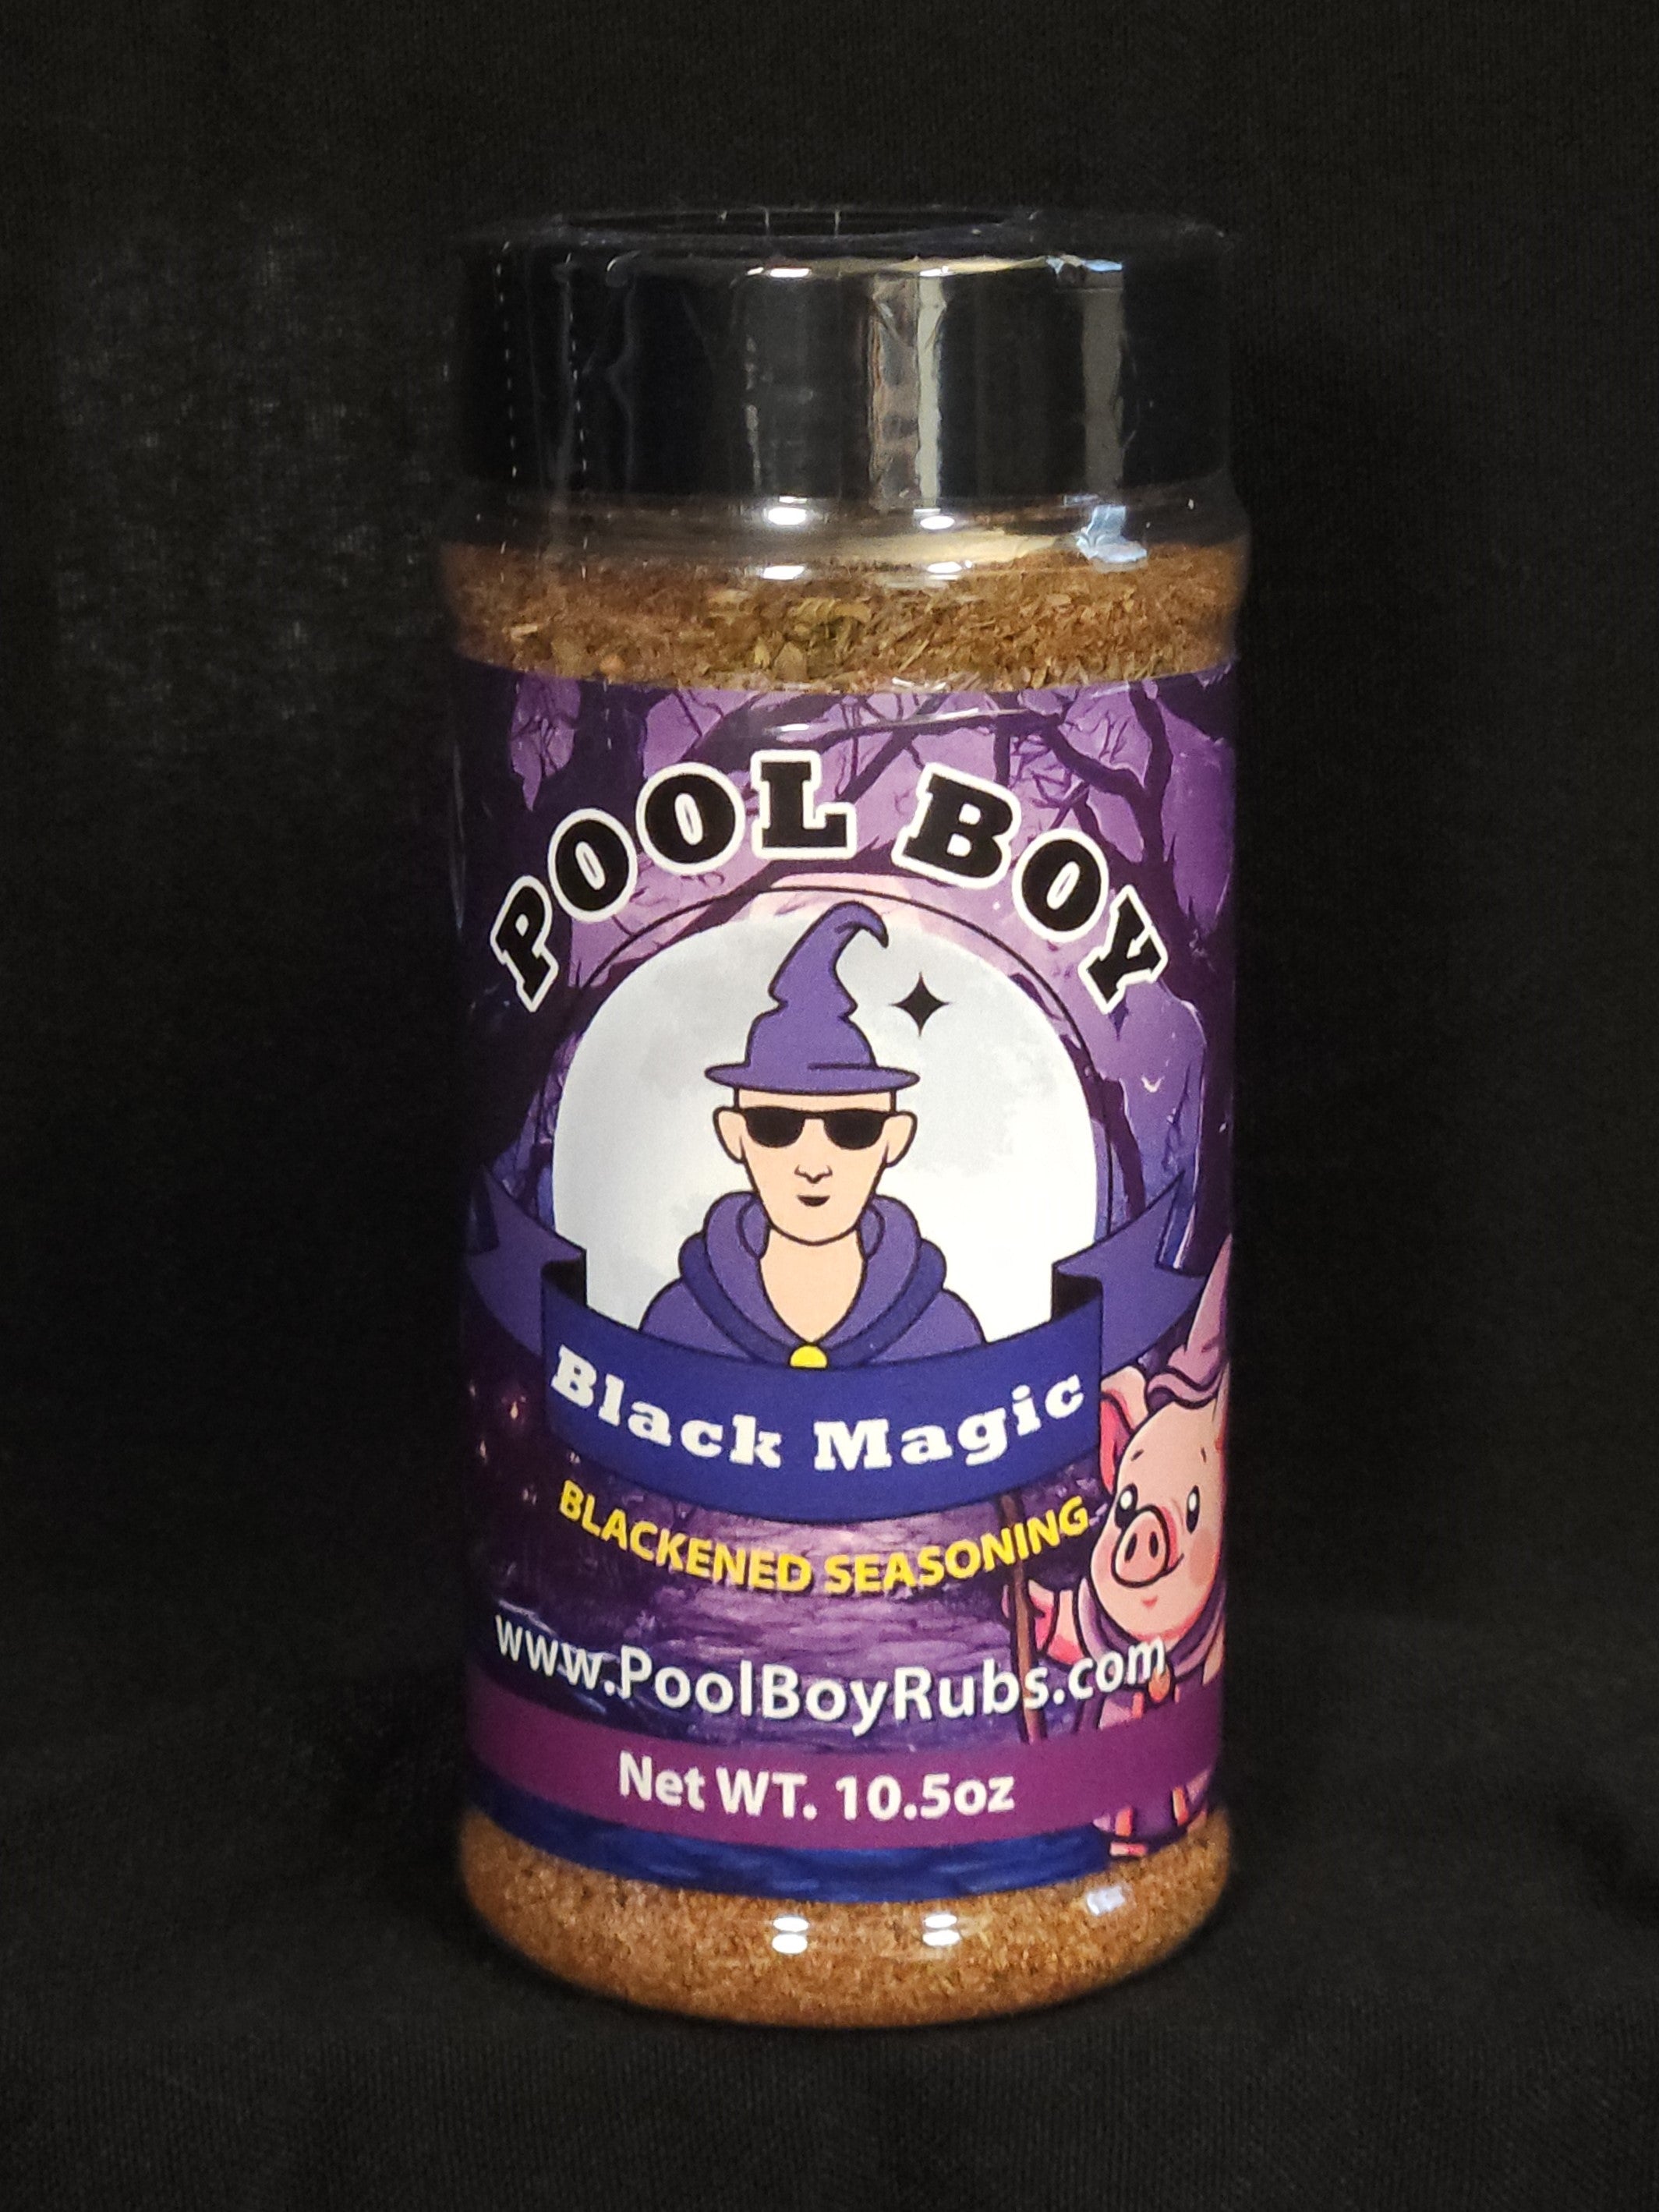 POOL BOY
Black Magic
BLACKENED SEASONING
www.PoolBoyRubs.com
Net WT. 10.5oz